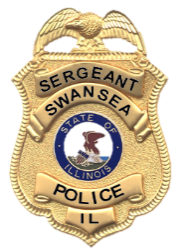 SERGEANT
SWANSEA
STATE OF
ILLINOIS
POLICE
IL